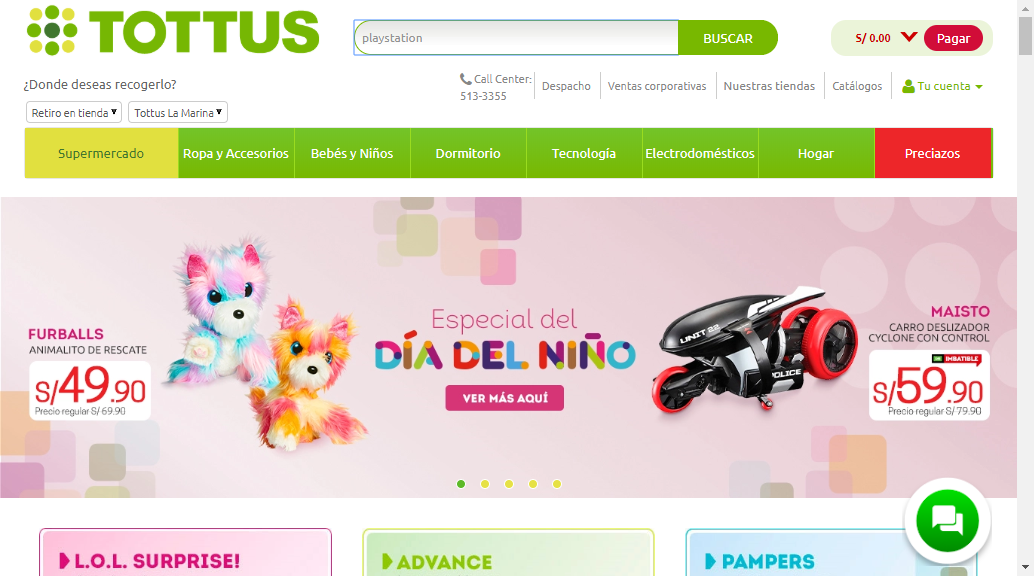 TOTTUS
playstation
BUSCAR
S/ 0.00
Pagar
¿Donde deseas recogerlo?
Call Center:
513-3355
Despacho
Ventas corporativas
Nuestras tiendas
Catálogos
Tu cuenta
Retiro en tienda
Tottus La Marina
Supermercado
Ropa y Accesorios
Bebés y Niños
Dormitorio
Tecnología
Electrodomésticos
Hogar
Preciazos
FURBALLS
ANIMALITO DE RESCATE
S/49.90
Precio regular S/ 69.90
Especial del
DÍA DEL NIÑO
VER MÁS AQUÍ
UNIT 22
POLICE
MAISTO
CARRO DESLIZADOR
CYCLONE CON CONTROL
IMBATIBLE
S/59.90
Precio regular S/ 79.90
L.O.L. SURPRISE!
ADVANCE
PAMPERS